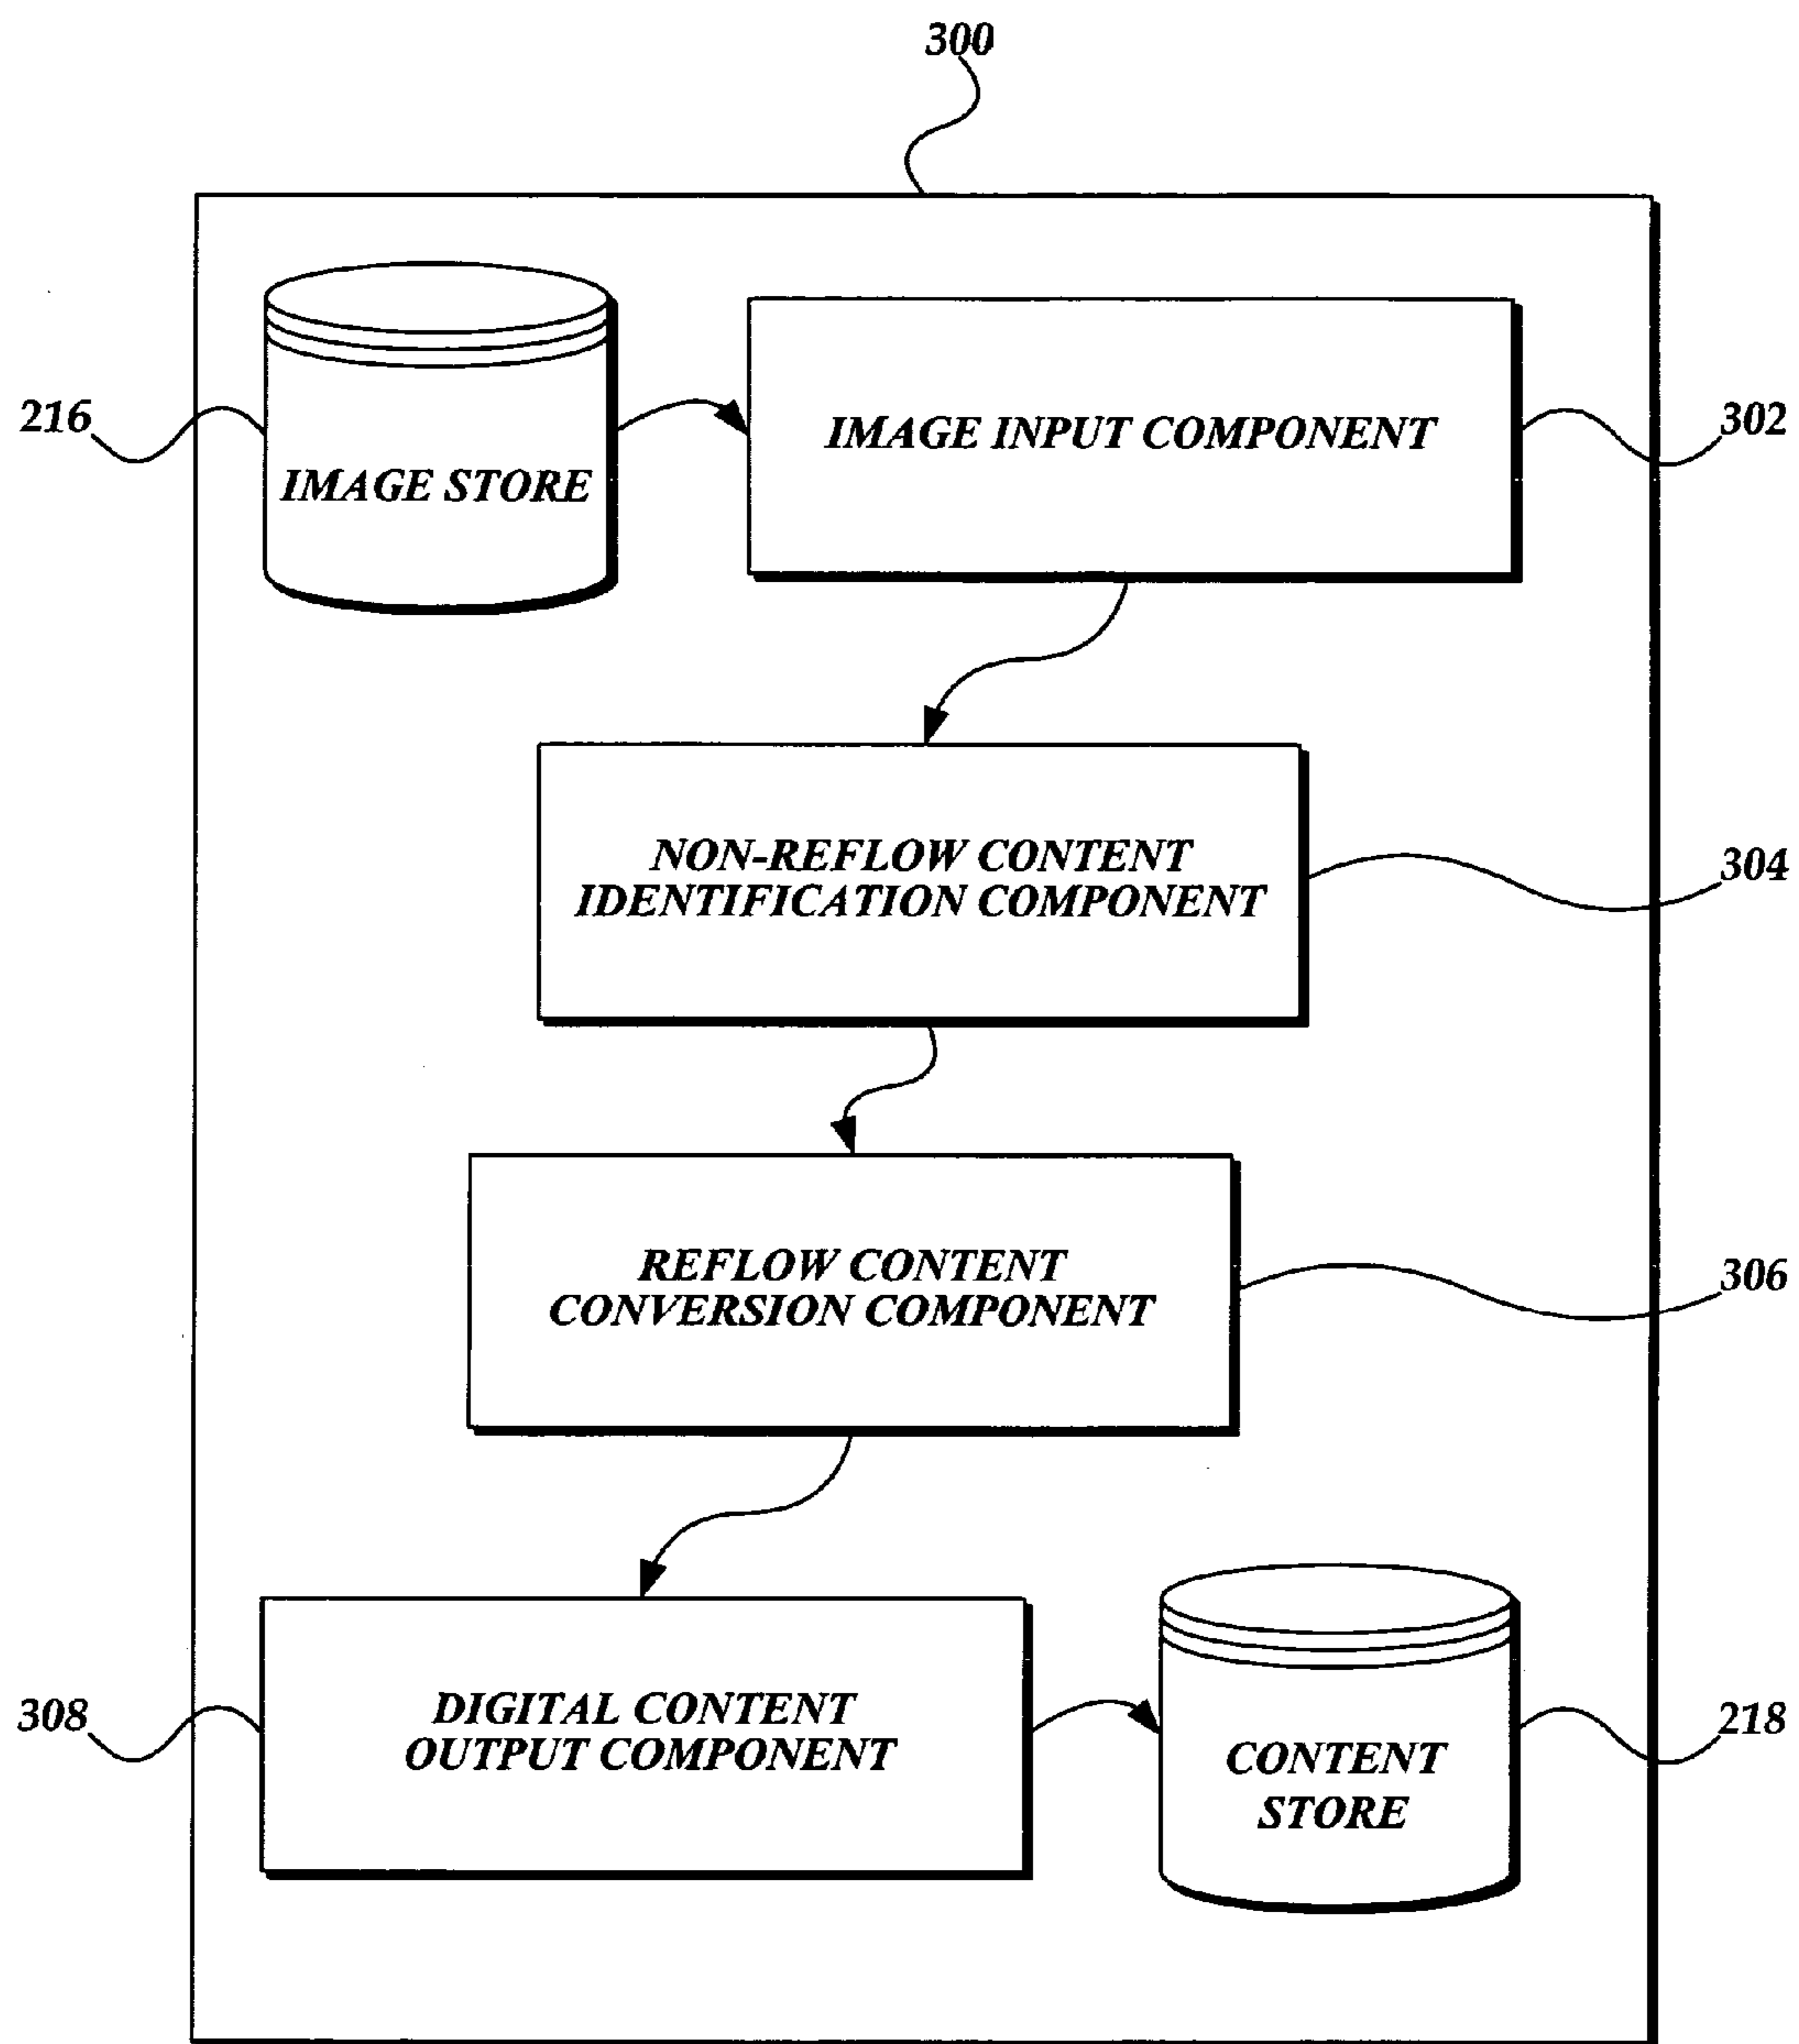 300
216
IMAGE STORE
IMAGE INPUT COMPONENT
302
NON-REFLOW CONTENT
IDENTIFICATION COMPONENT
304
REFLOW CONTENT
CONVERSION COMPONENT
306
308
DIGITAL CONTENT
OUTPUT COMPONENT
CONTENT
STORE
218